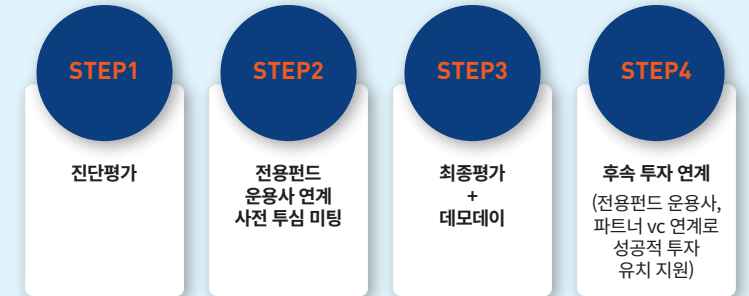 STEP1
진단평가
STEP2
전용펀드
운용사 연계
사전 투심 미팅
STEP3
최종평가
+
데모데이
STEP4
후속 투자 연계
(전용펀드 운용사,
파트너 vc 연계로
성공적 투자
유치 지원)